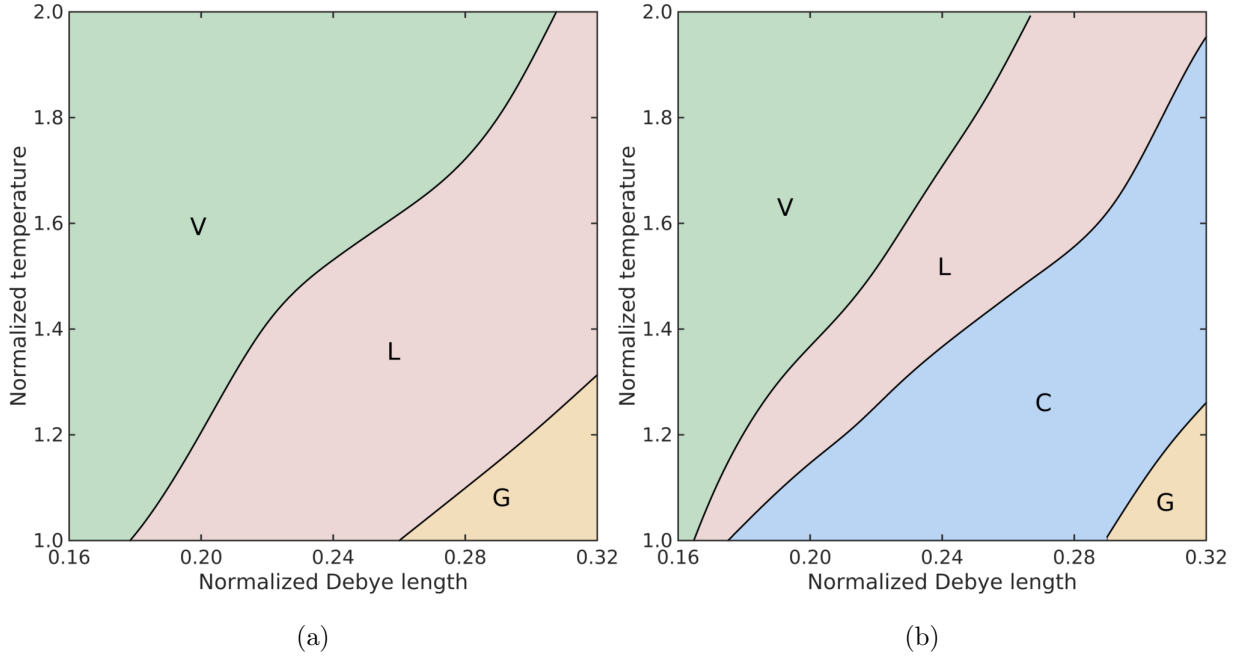 2.0
1.8
1.6
1.4
1.2
1.0
0.16 0.20 0.24 0.28 0.32
Normalized temperature
Normalized Debye length
V
L
G
(a)
2.0
1.8
1.6
1.4
1.2
1.0
0.16 0.20 0.24 0.28 0.32
Normalized temperature
Normalized Debye length
V
L
C
G
(b)